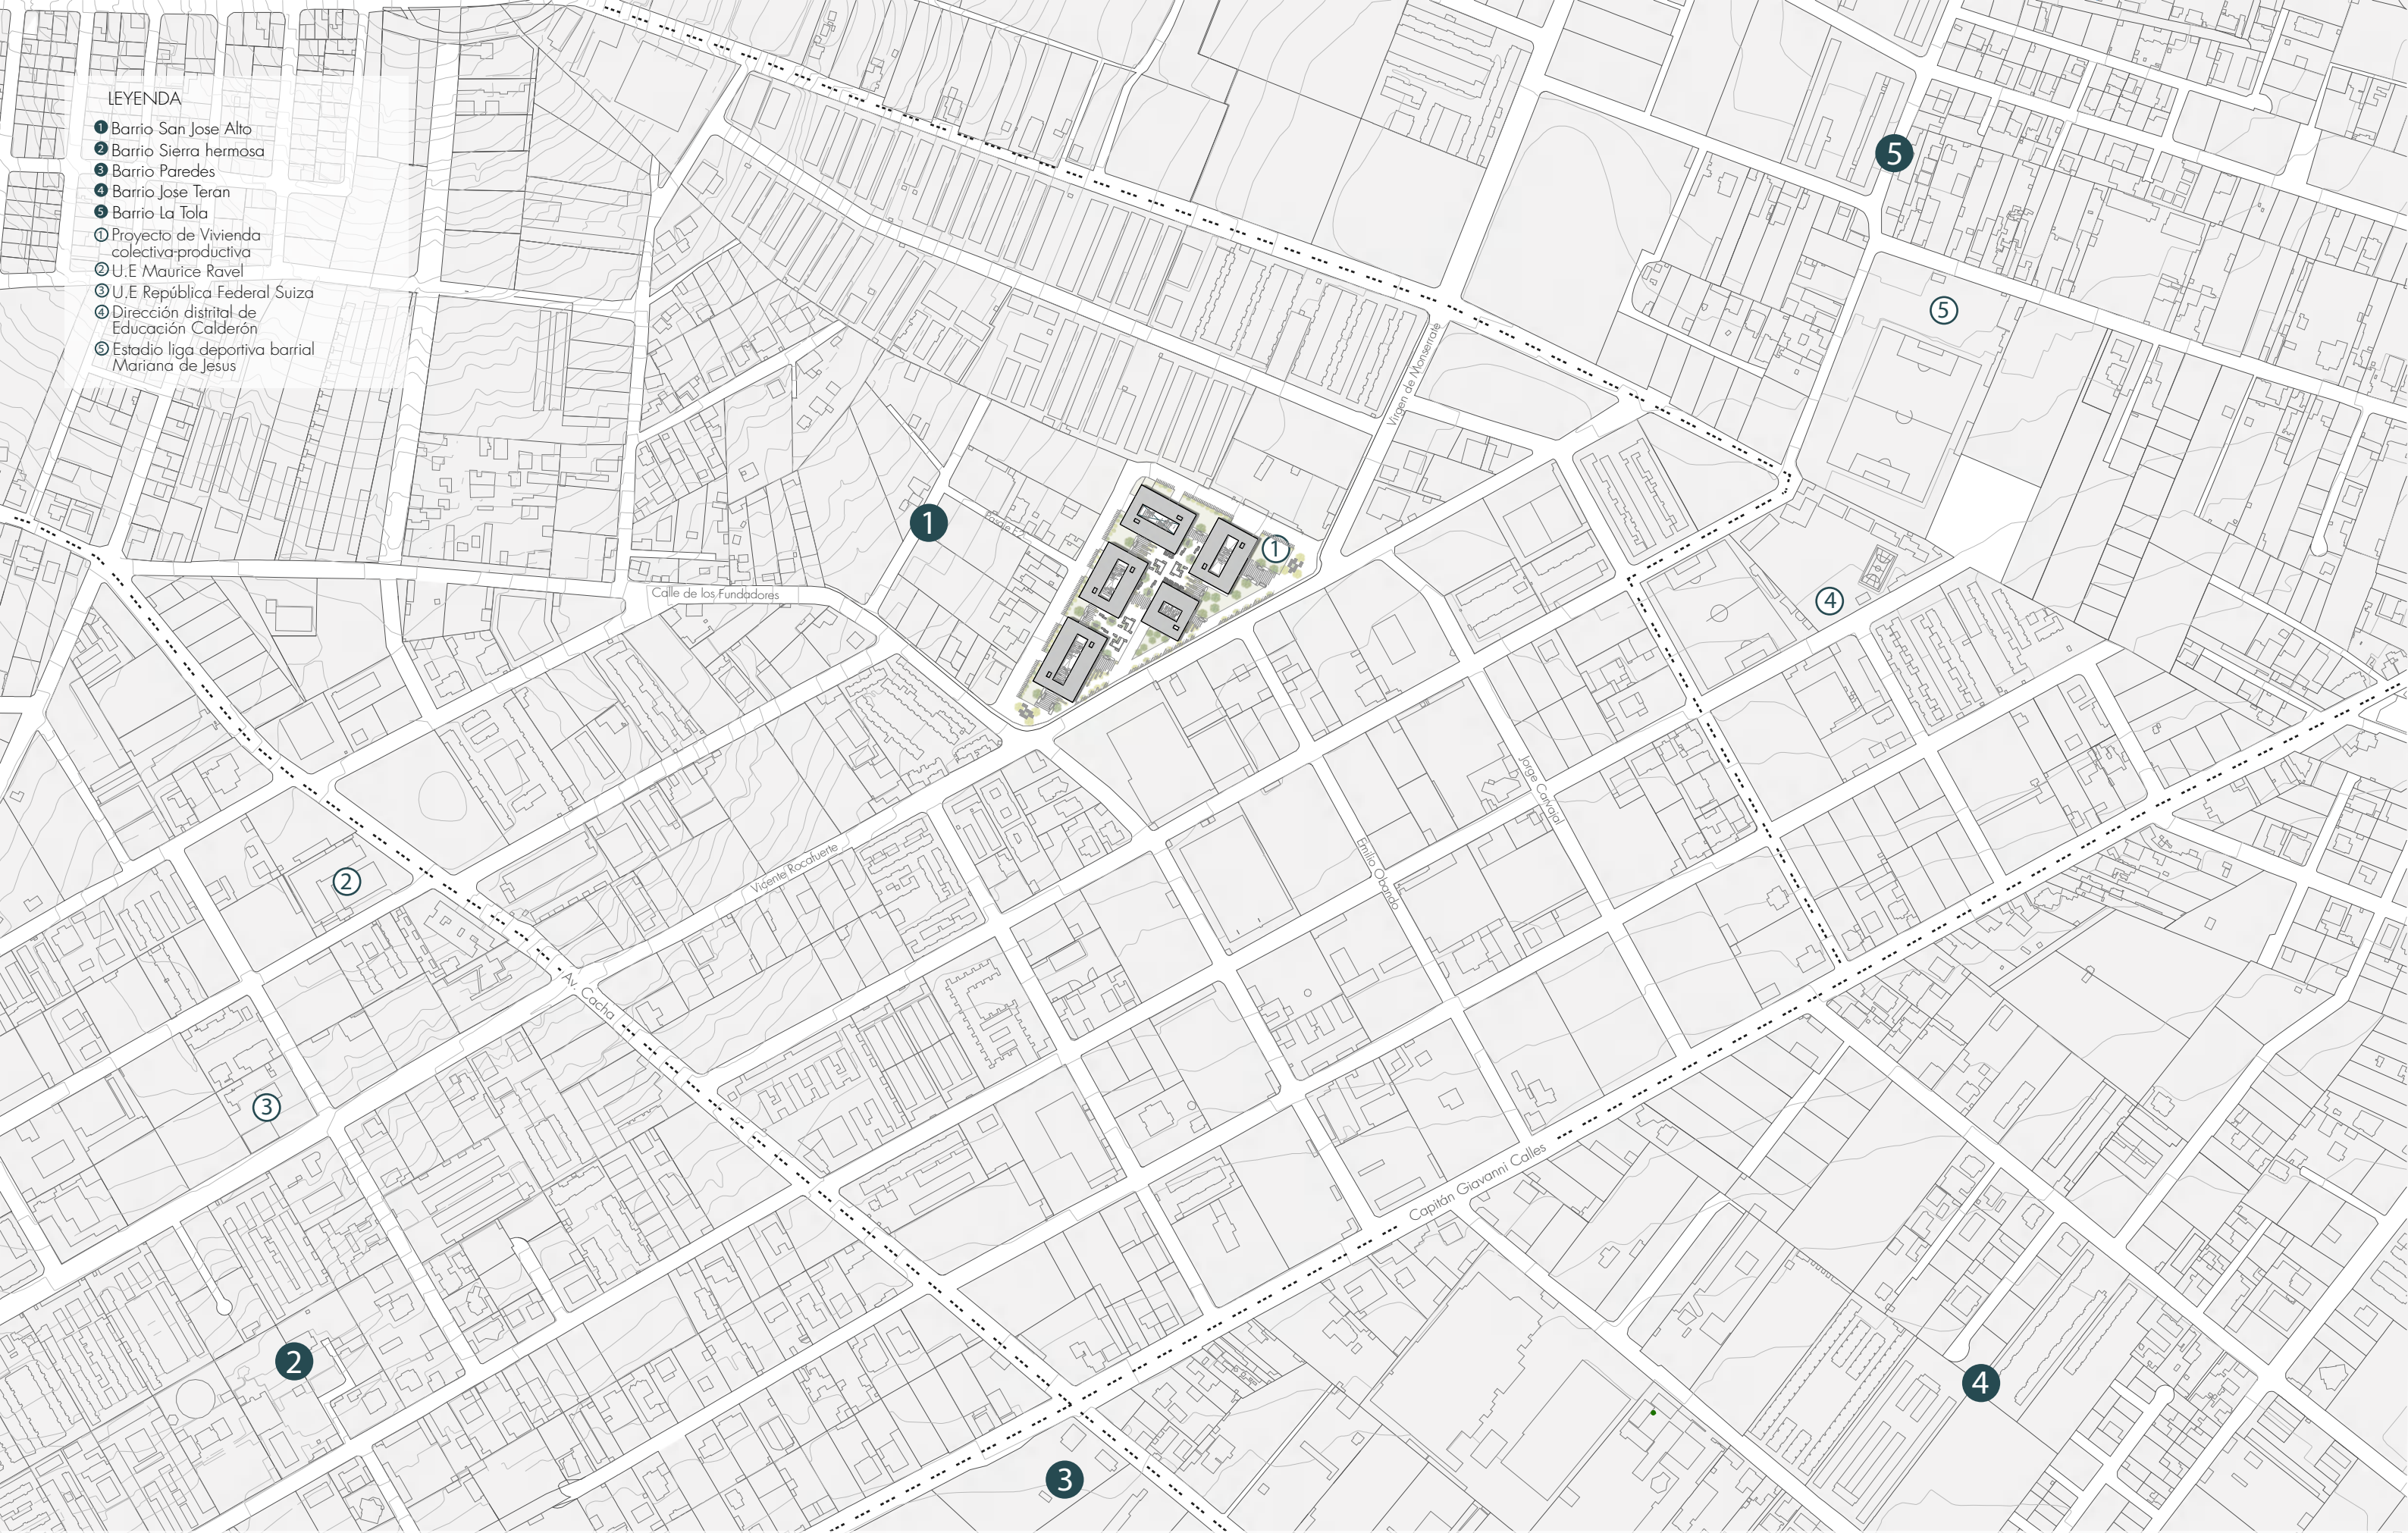 LEYENDA
1 Barrio San Jose Alto
2 Barrio Sierra hermosa
3 Barrio Paredes
4 Barrio Jose Teran
5 Barrio La Tola
1 Proyecto de Vivienda
colectiva-productiva
2 U.E Maurice Ravel
3 U.E República Federal Suiza
4 Dirección distrital de
Educación Calderón
5 Estadio liga deportiva barrial
Mariana de Jesus
5
5
Virgen de Monserrate
1
Pasaje
1
Calle de los Fundadores
4
Jorge Carvajal
Emilio Obando
Vicente Rocafuerte
2
Av. Cacha
3
Capitán Giavanni Calles
2
4
3